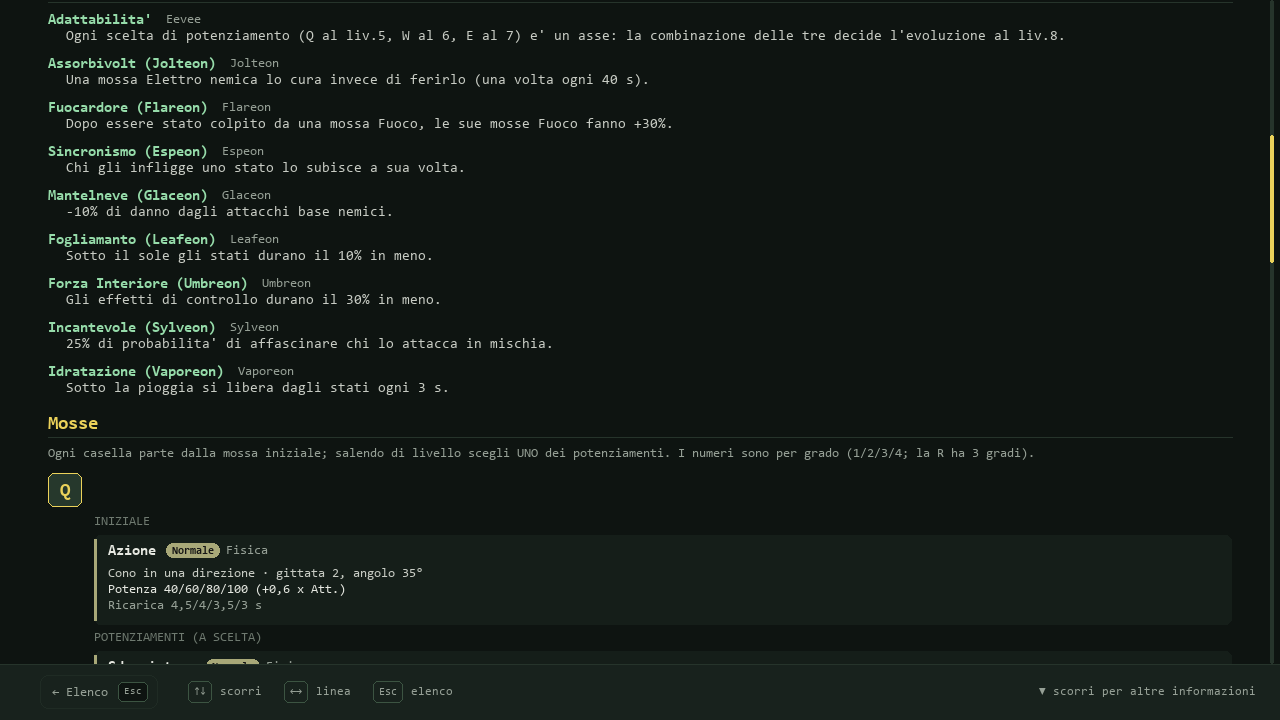 Adattabilita' Eevee
Ogni scelta di potenziamento (Q al liv.5, W al 6, E al 7) e' un asse: la combinazione delle tre decide l'evoluzione al liv.8.
Assorbivolt (Jolteon) Jolteon
Una mossa Elettro nemica lo cura invece di ferirlo (una volta ogni 40 s).
Fuocardore (Flareon) Flareon
Dopo essere stato colpito da una mossa Fuoco, le sue mosse Fuoco fanno +30%.
Sincronismo (Espeon) Espeon
Chi gli infligge uno stato lo subisce a sua volta.
Mantelneve (Glaceon) Glaceon
-10% di danno dagli attacchi base nemici.
Fogliamanto (Leafeon) Leafeon
Sotto il sole gli stati durano il 10% in meno.
Forza Interiore (Umbreon) Umbreon
Gli effetti di controllo durano il 30% in meno.
Incantevole (Sylveon) Sylveon
25% di probabilita' di affascinare chi lo attacca in mischia.
Idratazione (Vaporeon) Vaporeon
Sotto la pioggia si libera dagli stati ogni 3 s.
Mosse
Ogni casella parte dalla mossa iniziale; salendo di livello scegli UNO dei potenziamenti. I numeri sono per grado (1/2/3/4; la R ha 3 gradi).
Q
INIZIALE
Azione Normale Fisica
Cono in una direzione · gittata 2, angolo 35°
Potenza 40/60/80/100 (+0,6 x Att.)
Ricarica 4,5/4/3,5/3 s
POTENZIAMENTI (A SCELTA)
← Elenco Esc ↑↓ scorri ↔ linea Esc elenco ▼ scorri per altre informazioni